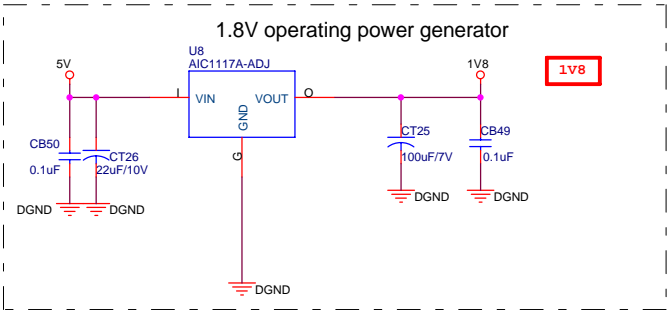 1.8V operating power generator
U8
AIC1117A-ADJ
5V
1V8
1V8
I
VIN
VOUT
O
GND
G
CB50
0.1uF
CT26
22uF/10V
CT25
100uF/7V
CB49
0.1uF
DGND
DGND
DGND
DGND
DGND